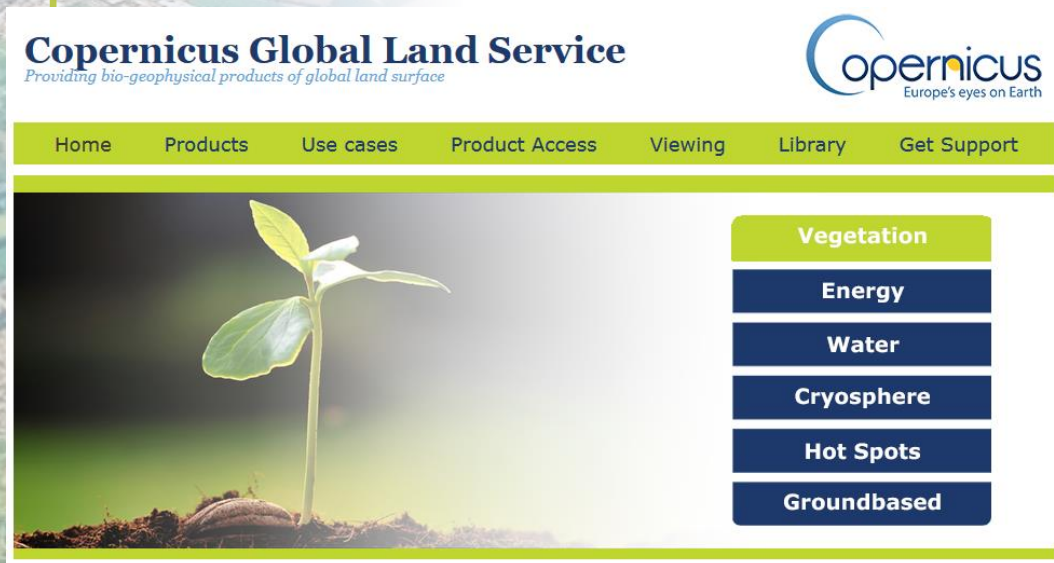 Copernicus Global Land Service
Providing bio-geophysical products of global land surface
opernicus
Europe's eyes on Earth
Home Products Use cases Product Access Viewing Library Get Support
Vegetation
Energy
Water
Cryosphere
Hot Spots
Groundbased